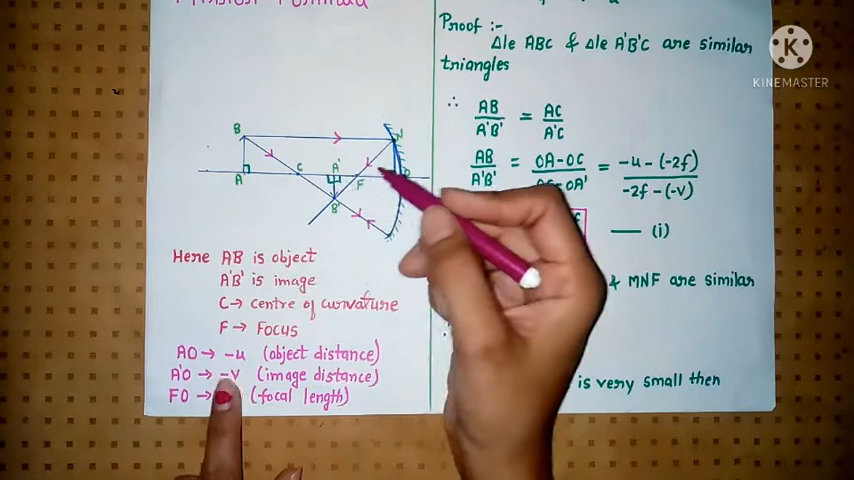 B
N
A
C
A'
F
B'
Here AB is object
A'B' is image
C→ centre of curvature
F→ Focus
AO→ -u (object distance)
A'O→ -v (image distance)
FO→ (focal length)
Proof :-
Δle ABC & Δle A'B'C are similar
triangles
∴ AB/A'B' = AC/A'C
AB/A'B' = OA-OC/OC-OA' = -u-(-2f)/-2f-(-v)
f — (i)
& MNF are similar
is very small then
KINEMASTER